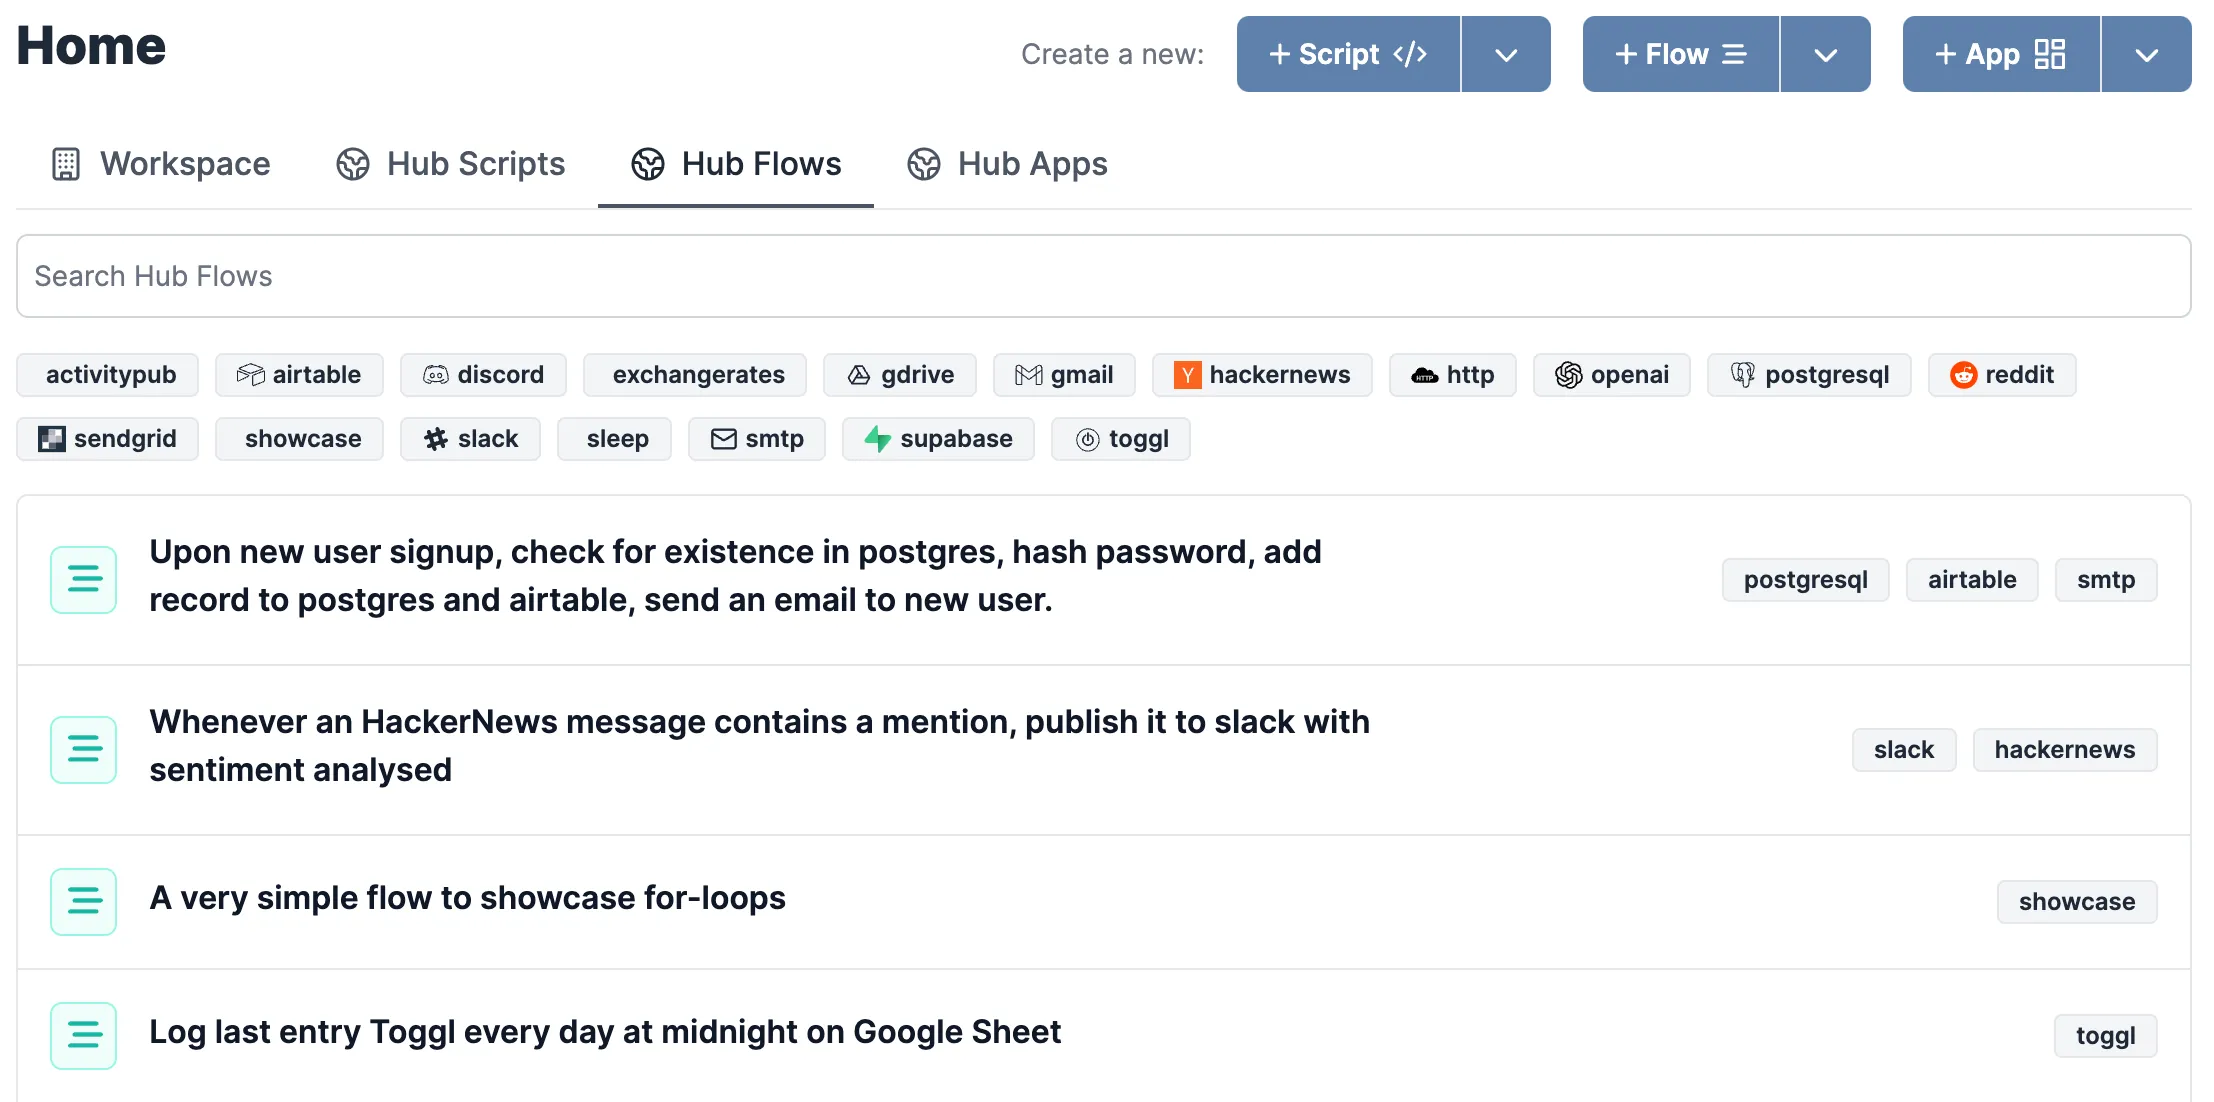 Home
Create a new:
+ Script </>
+ Flow
+ App
Workspace
Hub Scripts
Hub Flows
Hub Apps
Search Hub Flows
activitypub
airtable
discord
exchangerates
gdrive
gmail
Y hackernews
HTTP http
openai
postgresql
reddit
sendgrid
showcase
slack
sleep
smtp
supabase
toggl
Upon new user signup, check for existence in postgres, hash password, add
record to postgres and airtable, send an email to new user.
postgresql
airtable
smtp
Whenever an HackerNews message contains a mention, publish it to slack with
sentiment analysed
slack
hackernews
A very simple flow to showcase for-loops
showcase
Log last entry Toggl every day at midnight on Google Sheet
toggl